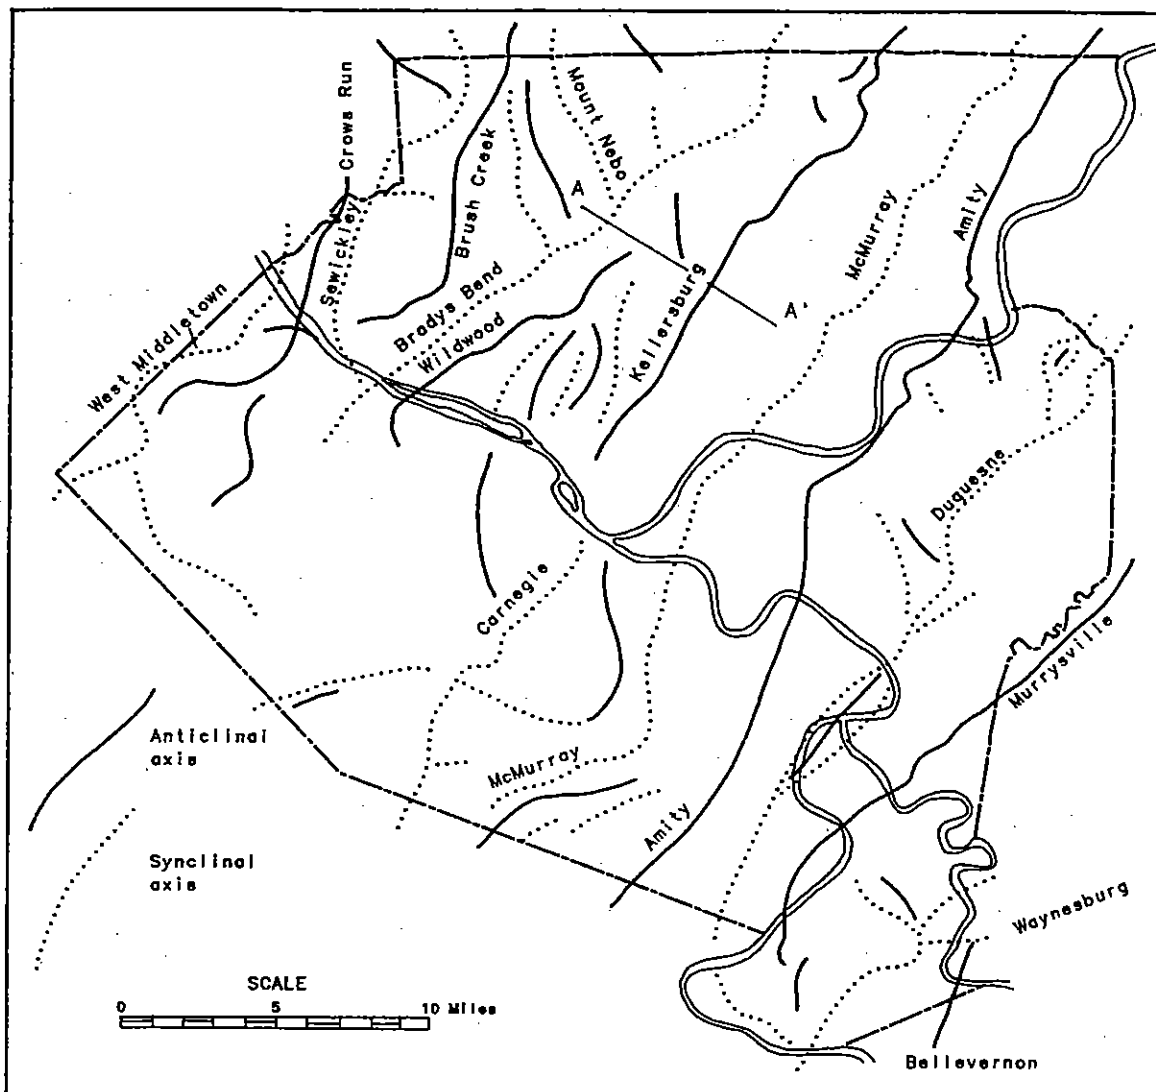 Crows Run
Mount Nebo
Sewickley
Brush Creek
A
McMurray
Amity
West Middletown
Bradys Bend
Wildwood
Kellersburg
A'
Duquesne
Carnegie
Murrysville
Anticlinal
axis
McMurray
Amity
Synclinal
axis
Waynesburg
SCALE
0 5 10 Miles
Bellevernon